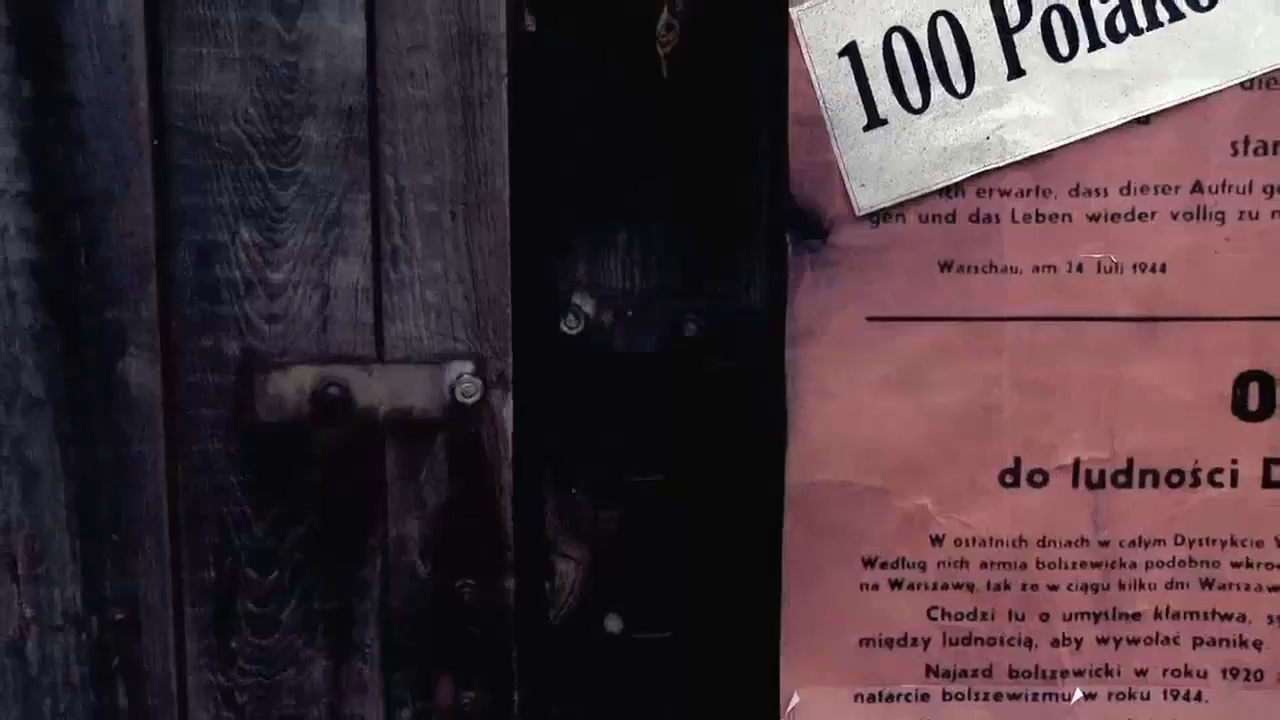 100 Polakó
die
star
ich erwarte, dass dieser Aufruf ge
gen und das Leben wieder völlig zu n
Warschau, am 24 Juli 1944
O
do ludności D
W ostatnich dniach w całym Dystrykcie
Według nich armia bolszewicka podobno wkro
na Warszawę, tak że w ciągu kilku dni Warszaw
Chodzi tu o umyślne kłamstwa, sy
między ludnością, aby wywołać panikę.
Najazd bolszewicki w roku 1920
natarcie bolszewizmu w roku 1944.